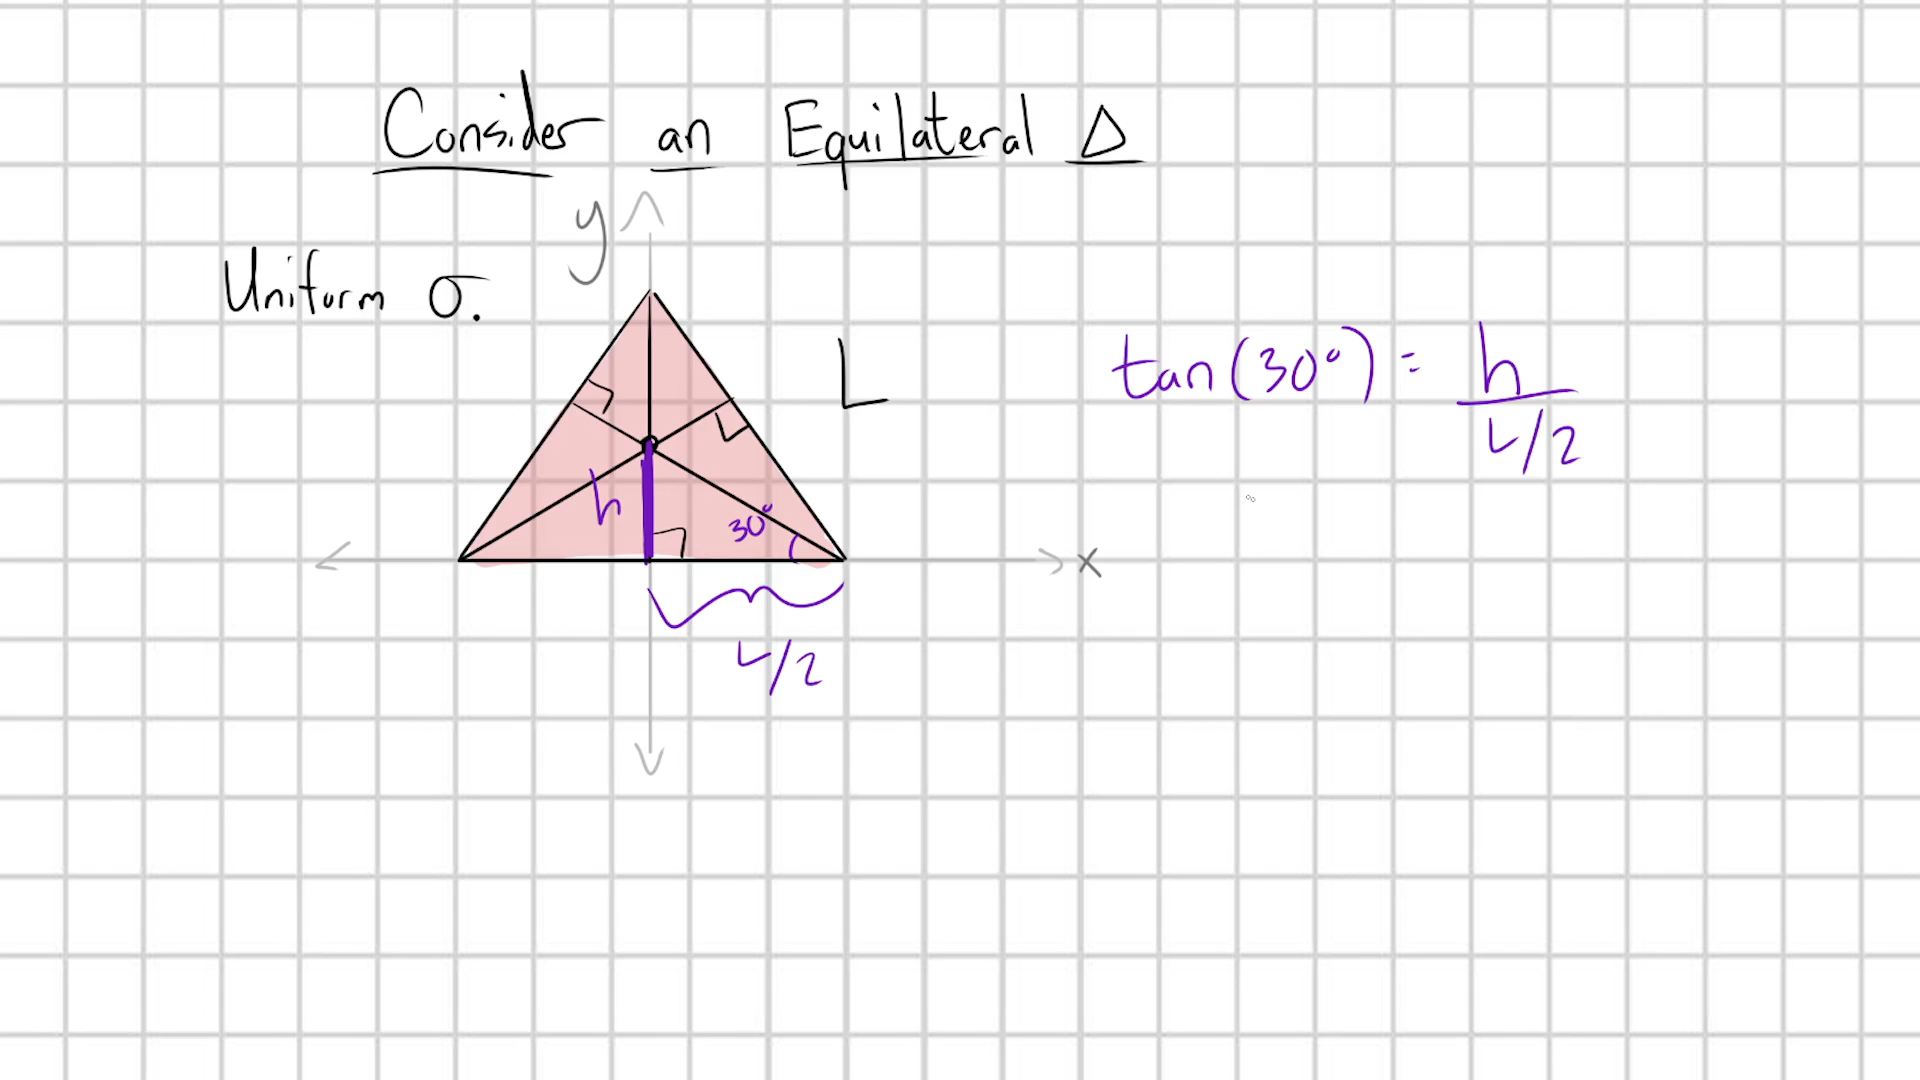 Consider an Equilateral Δ
y
Uniform σ.
L
tan(30°) = h
L/2
h
30°
x
L/2